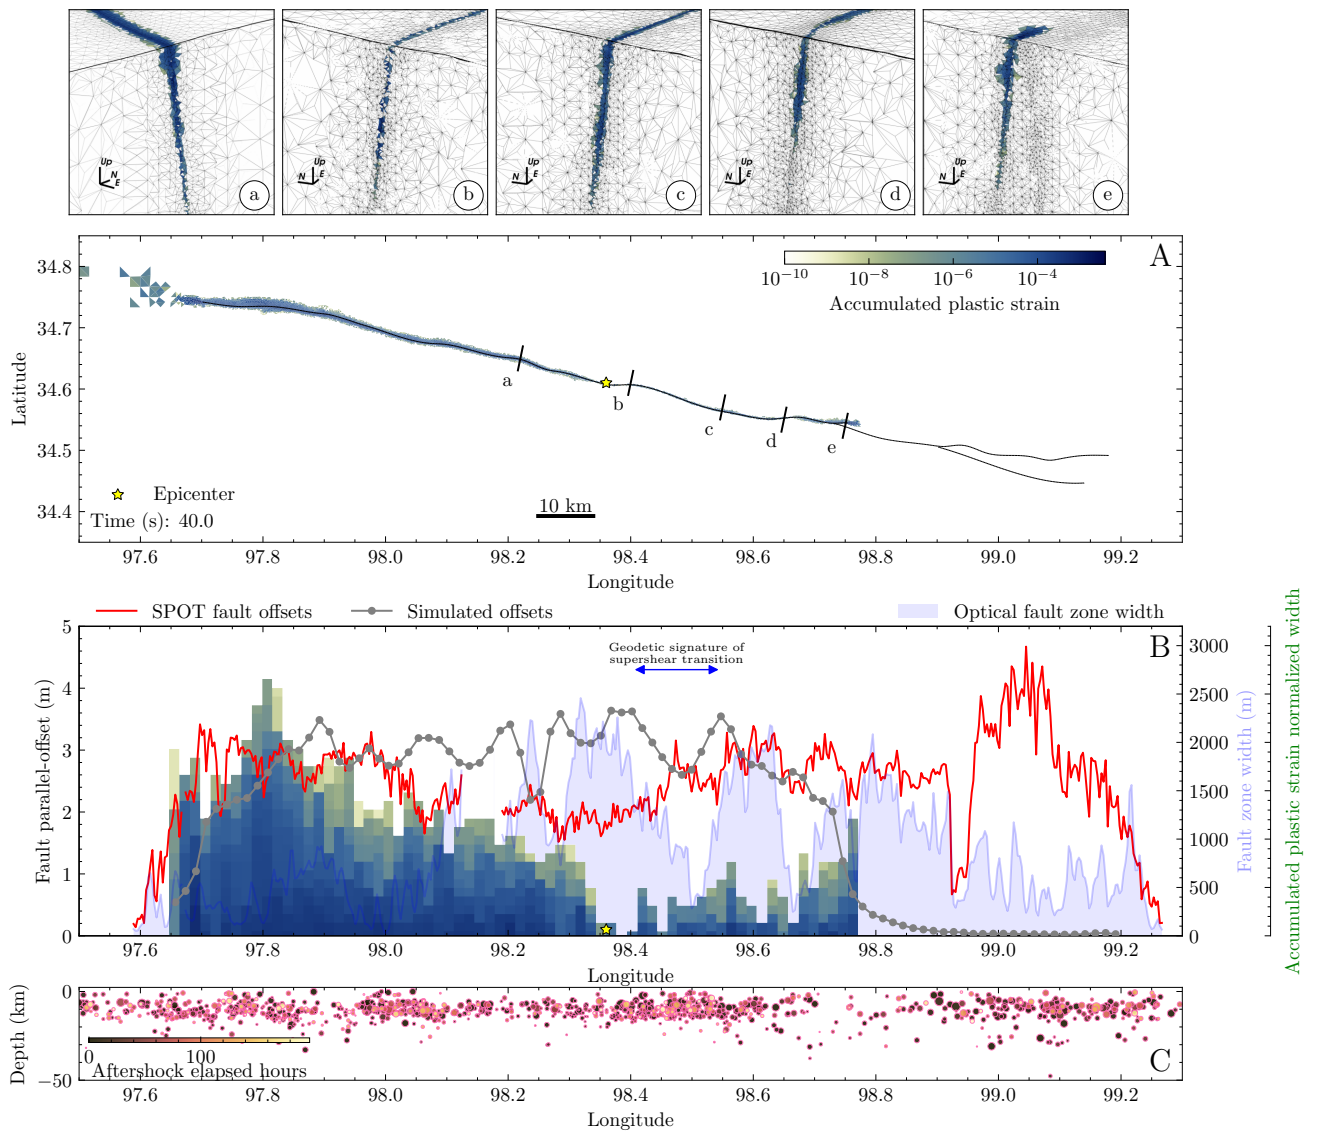 Up
N
E
a
Up
N
E
b
Up
N
E
c
Up
N
E
d
Up
N
E
e
A
34.8
34.7
34.6
34.5
34.4
Latitude
10⁻¹⁰ 10⁻⁸ 10⁻⁶ 10⁻⁴
Accumulated plastic strain
a
b
c
d
e
Epicenter
Time (s): 40.0
10 km
97.6 97.8 98.0 98.2 98.4 98.6 98.8 99.0 99.2
Longitude
SPOT fault offsets Simulated offsets Optical fault zone width
B
Geodetic signature of
supershear transition
5
4
3
2
1
0
Fault parallel-offset (m)
3000
2500
2000
1500
1000
500
0
Fault zone width (m)
Accumulated plastic strain normalized width
97.6 97.8 98.0 98.2 98.4 98.6 98.8 99.0 99.2
Longitude
0
−50
Depth (km)
0 100
Aftershock elapsed hours
C
97.6 97.8 98.0 98.2 98.4 98.6 98.8 99.0 99.2
Longitude